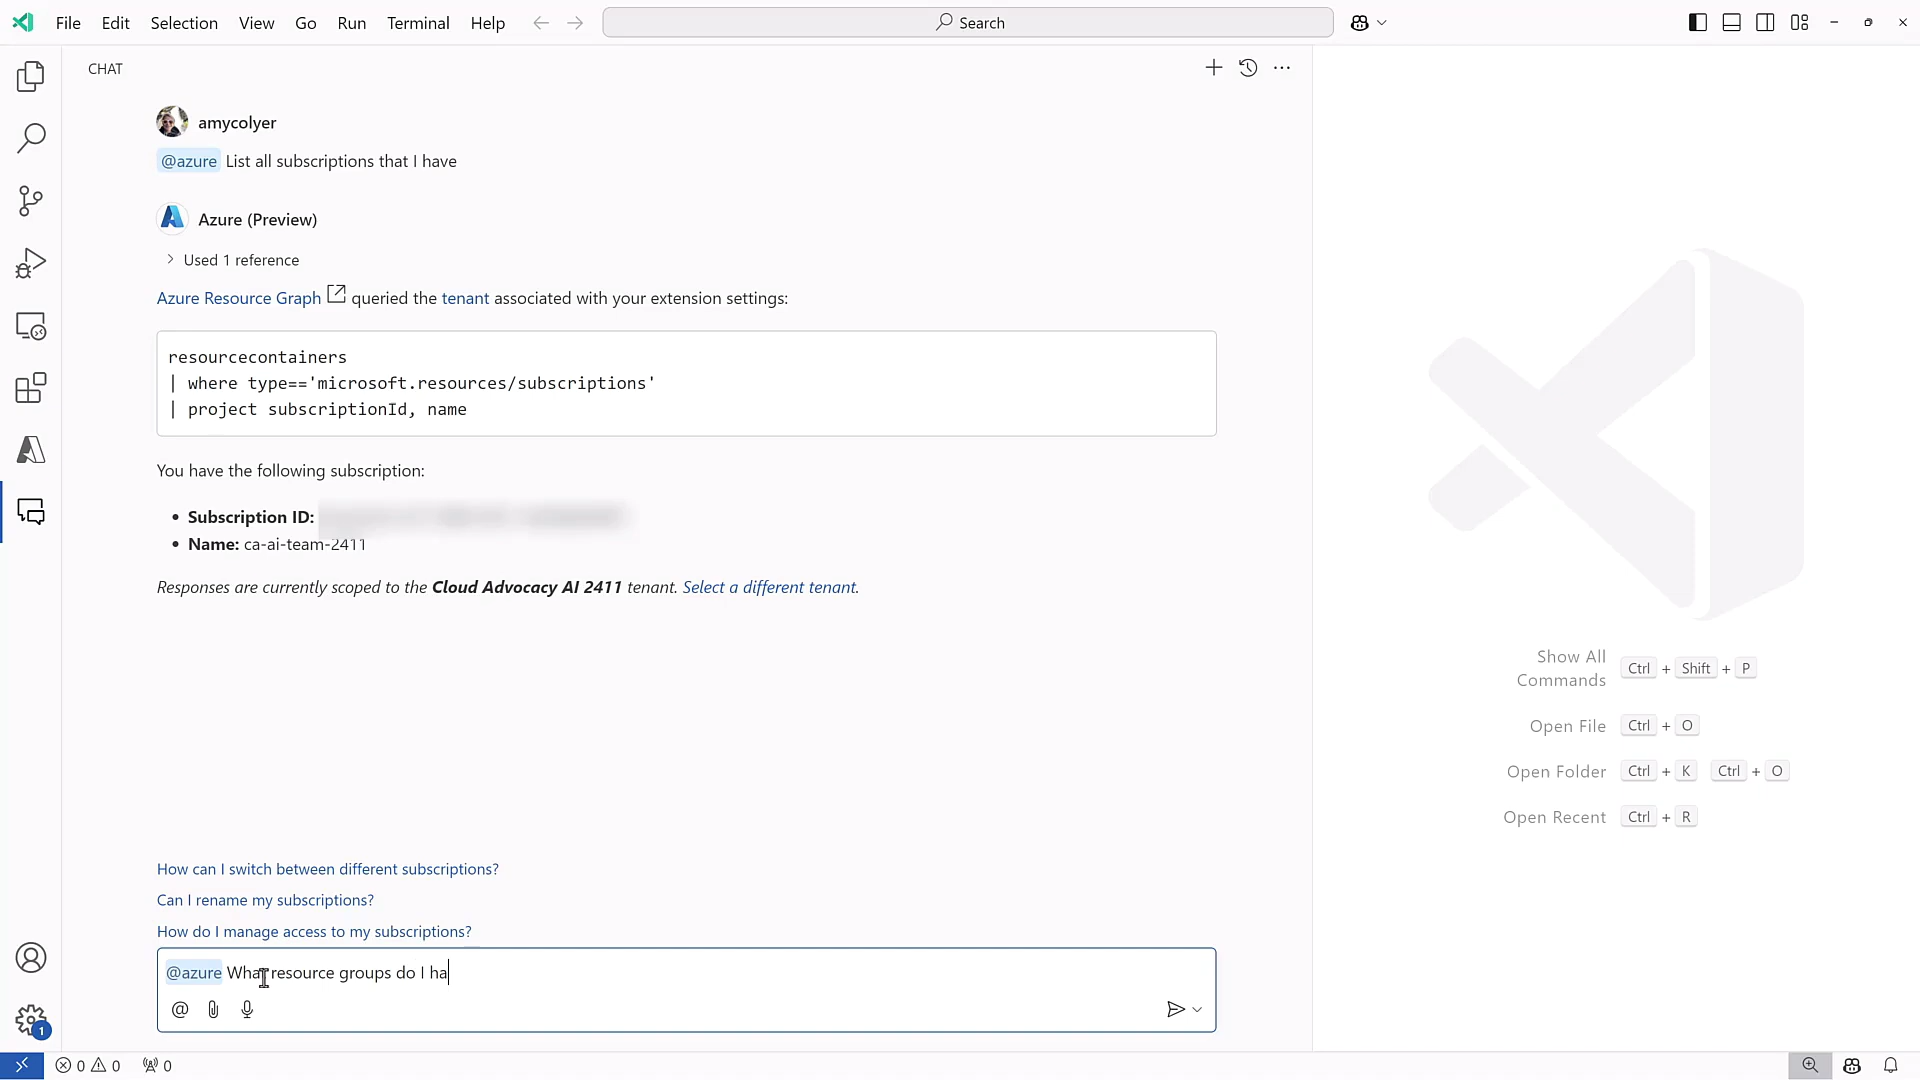 File Edit Selection View Go Run Terminal Help Search
CHAT
amycolyer
@azure List all subscriptions that I have
Azure (Preview)
Used 1 reference
Azure Resource Graph queried the tenant associated with your extension settings:
resourcecontainers
| where type=='microsoft.resources/subscriptions'
| project subscriptionId, name
You have the following subscription:
• Subscription ID:
• Name: ca-ai-team-2411
Responses are currently scoped to the Cloud Advocacy AI 2411 tenant. Select a different tenant.
Show All Commands Ctrl + Shift + P
Open File Ctrl + O
Open Folder Ctrl + K Ctrl + O
Open Recent Ctrl + R
How can I switch between different subscriptions?
Can I rename my subscriptions?
How do I manage access to my subscriptions?
@azure What resource groups do I ha
1
0 0 0